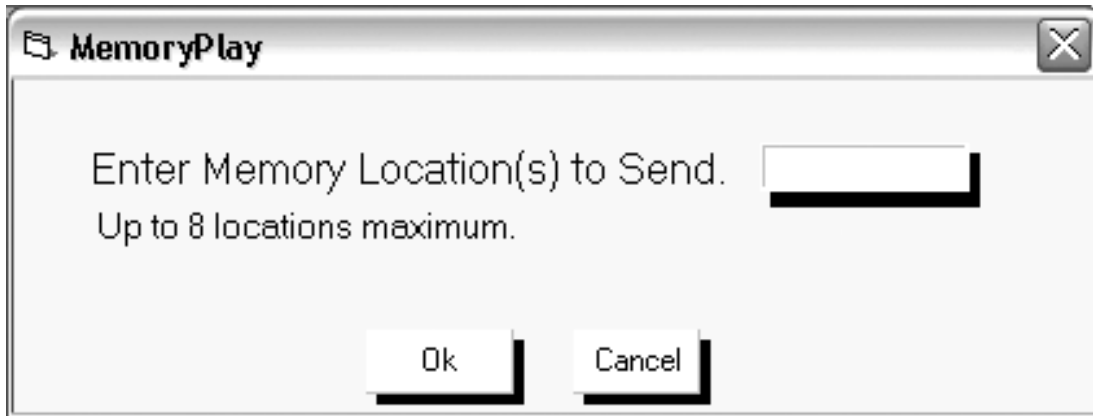 MemoryPlay
Enter Memory Location(s) to Send.
Up to 8 locations maximum.
Ok Cancel